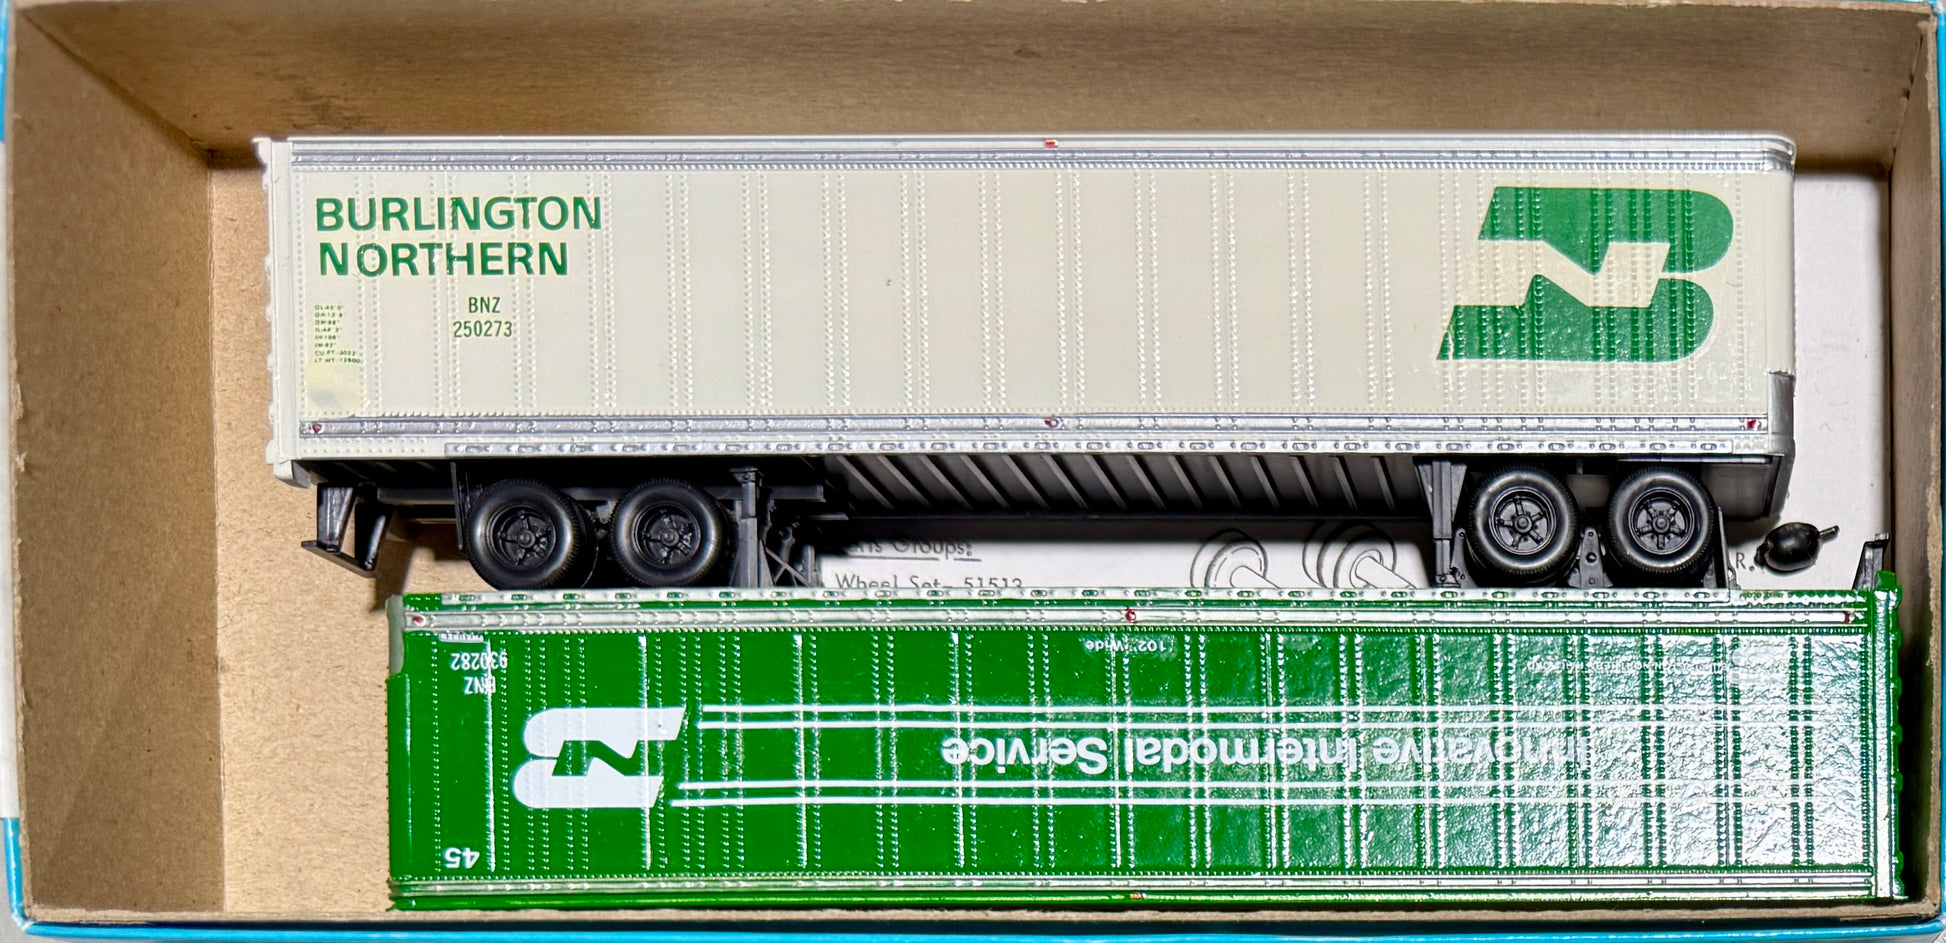 BURLINGTON
NORTHERN
BNZ
250273
Wheel Set- 51513
R.
BNZ
930282
102" Wide
Innovative Intermodal Service
45